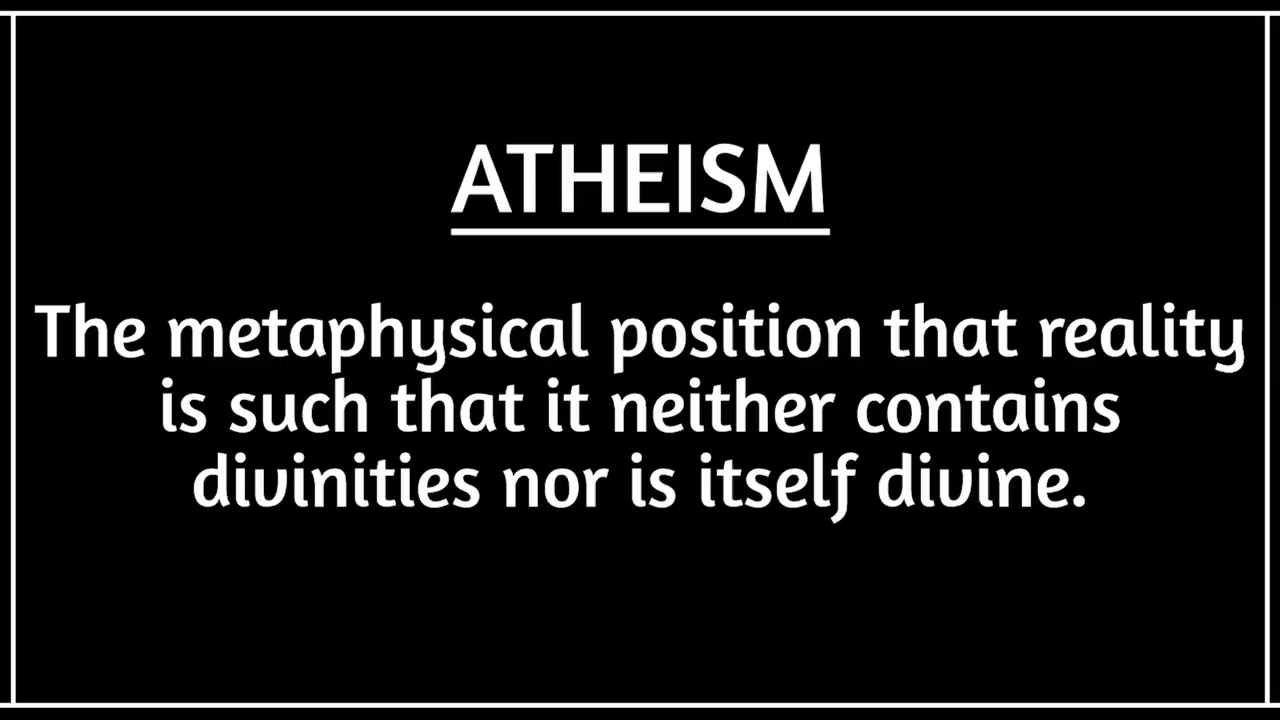 ATHEISM
The metaphysical position that reality
is such that it neither contains
divinities nor is itself divine.